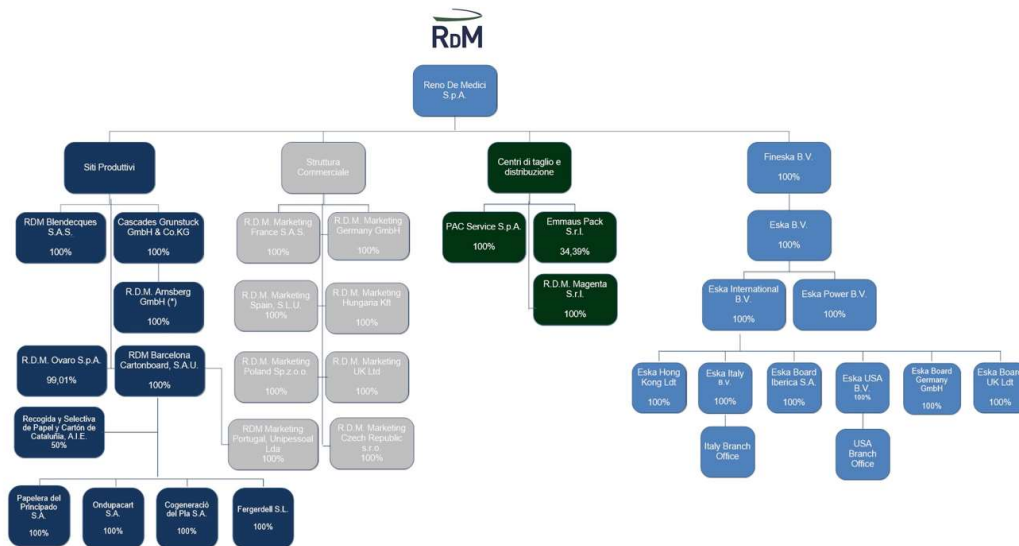 RDM
Reno De Medici
S.p.A.
Siti Produttivi
Struttura
Commerciale
Centri di taglio e
distribuzione
Fineska B.V.
100%
RDM Blendecques
S.A.S.
100%
Cascades Grunstuck
GmbH & Co.KG
100%
R.D.M. Marketing
France S.A.S.
100%
R.D.M. Marketing
Germany GmbH
100%
PAC Service S.p.A.
100%
Emmaus Pack
S.r.l.
34,39%
Eska B.V.
100%
R.D.M. Arnsberg
GmbH (*)
100%
R.D.M. Marketing
Spain, S.L.U.
100%
R.D.M. Marketing
Hungaria Kft
100%
R.D.M. Magenta
S.r.l.
100%
Eska International
B.V.
100%
Eska Power B.V.
100%
R.D.M. Ovaro S.p.A.
99,01%
RDM Barcelona
Cartonboard, S.A.U.
100%
R.D.M. Marketing
Poland Sp.z.o.o.
100%
R.D.M. Marketing
UK Ltd
100%
Eska Hong
Kong Ldt
100%
Eska Italy
B.V.
100%
Eska Board
Iberica S.A.
100%
Eska USA
B.V.
100%
Eska Board
Germany
GmbH
100%
Eska Board
UK Ldt
100%
Recogida y Selectiva
de Papel y Cartón de
Cataluñia, A.I.E.
50%
RDM Marketing
Portugal, Unipessoal
Lda
100%
R.D.M. Marketing
Czech Republic
s.r.o.
100%
Italy Branch
Office
USA
Branch
Office
Papelera del
Principado
S.A.
100%
Ondupacart
S.A.
100%
Cogeneració
del Pla S.A.
100%
Fergerdell S.L.
100%